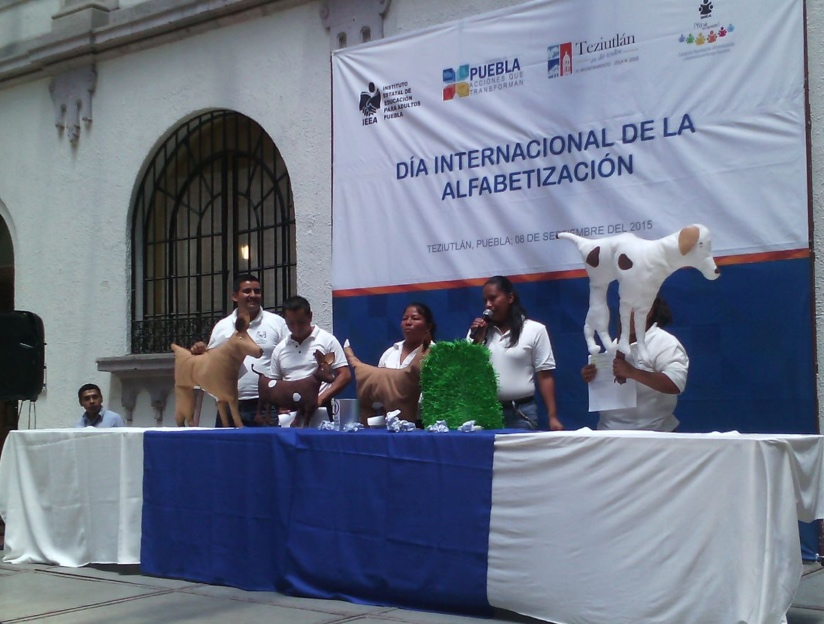 INSTITUTO
ESTATAL DE
EDUCACIÓN
PARA ADULTOS
PUEBLA
IEEA
PUEBLA
ACCIONES QUE
TRANSFORMAN
Teziutlán
DÍA INTERNACIONAL DE LA
ALFABETIZACIÓN
TEZIUTLÁN, PUEBLA; 08 DE SEPTIEMBRE DEL 2015